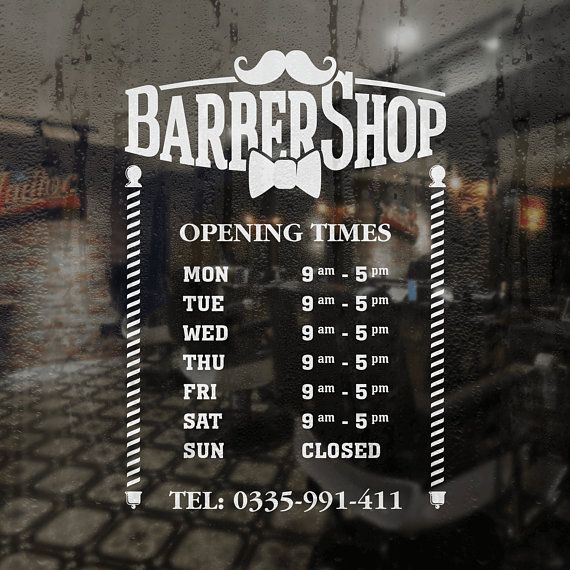 BARBERSHOP
OPENING TIMES
MON 9 am - 5 pm
TUE 9 am - 5 pm
WED 9 am - 5 pm
THU 9 am - 5 pm
FRI 9 am - 5 pm
SAT 9 am - 5 pm
SUN CLOSED
TEL: 0335-991-411